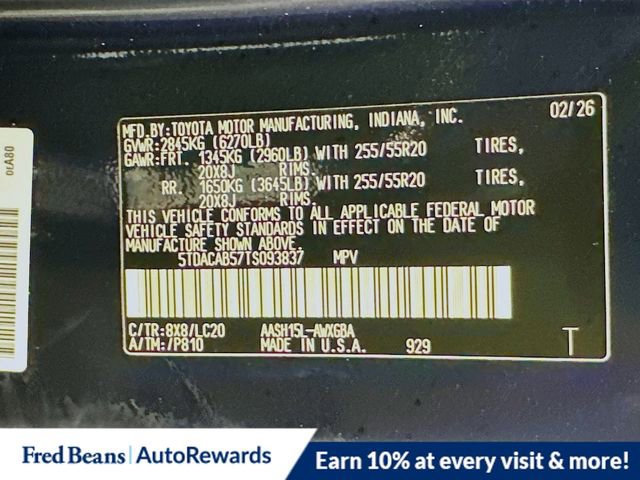 MFD.BY:TOYOTA MOTOR MANUFACTURING, INDIANA, INC. 02/26
GVWR:2845KG (6270LB)
GAWR:FRT. 1345KG (2960LB) WITH 255/55R20 TIRES,
20X8J RIMS.
RR. 1650KG (3645LB) WITH 255/55R20 TIRES,
20X8J RIMS.
THIS VEHICLE CONFORMS TO ALL APPLICABLE FEDERAL MOTOR
VEHICLE SAFETY STANDARDS IN EFFECT ON THE DATE OF
MANUFACTURE SHOWN ABOVE.
5TDACAB57TS093837 MPV
C/TR:8X8/LC20 AASH15L-AWXGBA
A/TM:/P810 MADE IN U.S.A. 929 T
Fred Beans | AutoRewards
Earn 10% at every visit & more!